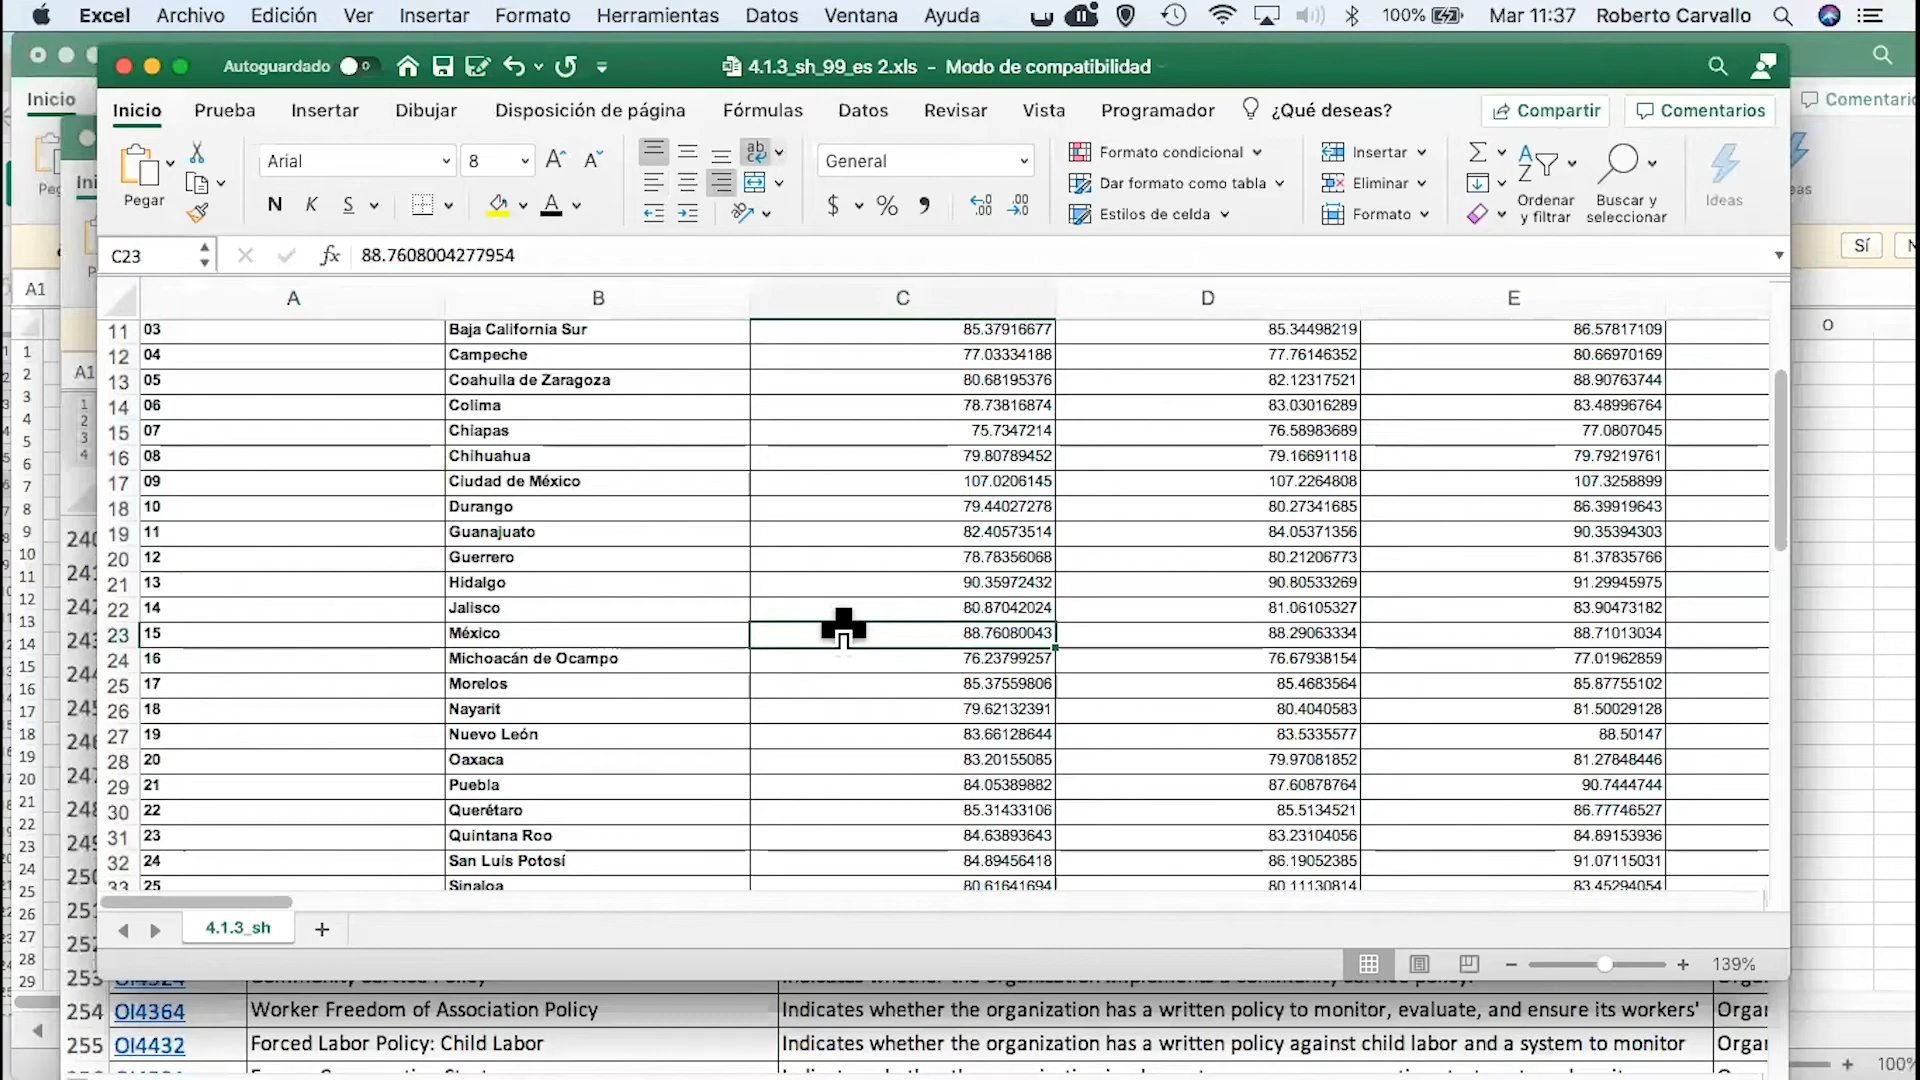 Excel Archivo Edición Ver Insertar Formato Herramientas Datos Ventana Ayuda 100% Mar 11:37 Roberto Carvallo
Autoguardado 4.1.3_sh_99_es 2.xls - Modo de compatibilidad
Inicio
Inicio Prueba Insertar Dibujar Disposición de página Fórmulas Datos Revisar Vista Programador ¿Qué deseas? Compartir Comentarios
Pegar Arial 8 General Formato condicional Insertar
Dar formato como tabla Eliminar
N K S $ % Estilos de celda Formato Ordenar y filtrar Buscar y seleccionar Ideas
Sí
C23 fx 88.7608004277954
A1
A B C D E
O
11 03 Baja California Sur 85.37916677 85.34498219 86.57817109
12 04 Campeche 77.03334188 77.76146352 80.66970169
13 05 Coahuila de Zaragoza 80.68195376 82.12317521 88.90763744
14 06 Colima 78.73816874 83.03016289 83.48996764
15 07 Chiapas 75.7347214 76.58983689 77.0807045
16 08 Chihuahua 79.80789452 79.16691118 79.79219761
17 09 Ciudad de México 107.0206145 107.2264808 107.3258899
18 10 Durango 79.44027278 80.27341685 86.39919643
19 11 Guanajuato 82.40573514 84.05371356 90.35394303
20 12 Guerrero 78.78356068 80.21206773 81.37835766
21 13 Hidalgo 90.35972432 90.80533269 91.29945975
22 14 Jalisco 80.87042024 81.06105327 83.90473182
23 15 México 88.76080043 88.29063334 88.71013034
24 16 Michoacán de Ocampo 76.23799257 76.67938154 77.01962859
25 17 Morelos 85.37559806 85.4683564 85.87755102
26 18 Nayarit 79.62132391 80.4040583 81.50029128
27 19 Nuevo León 83.66128644 83.5335577 88.50147
28 20 Oaxaca 83.20155085 79.97081852 81.27848446
29 21 Puebla 84.05389882 87.60878764 90.7444744
30 22 Querétaro 85.31433106 85.5134521 86.77746527
31 23 Quintana Roo 84.63893643 83.23104056 84.89153936
32 24 San Luis Potosí 84.89456418 86.19052385 91.07115031
33 25 Sinaloa 80.61641694 80.11130814 83.45294054
4.1.3_sh
139%
254 OI4364 Worker Freedom of Association Policy Indicates whether the organization has a written policy to monitor, evaluate, and ensure its workers'
255 OI4432 Forced Labor Policy: Child Labor Indicates whether the organization has a written policy against child labor and a system to monitor